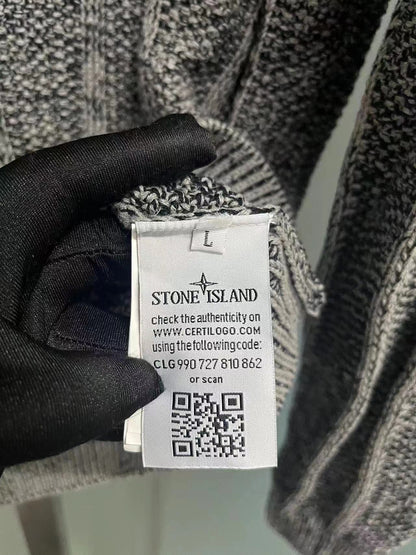 L
STONE ISLAND
Check the authenticity on
WWW.CERTILOGO.COM
using the following code:
CLG 990 727 810 862
or scan